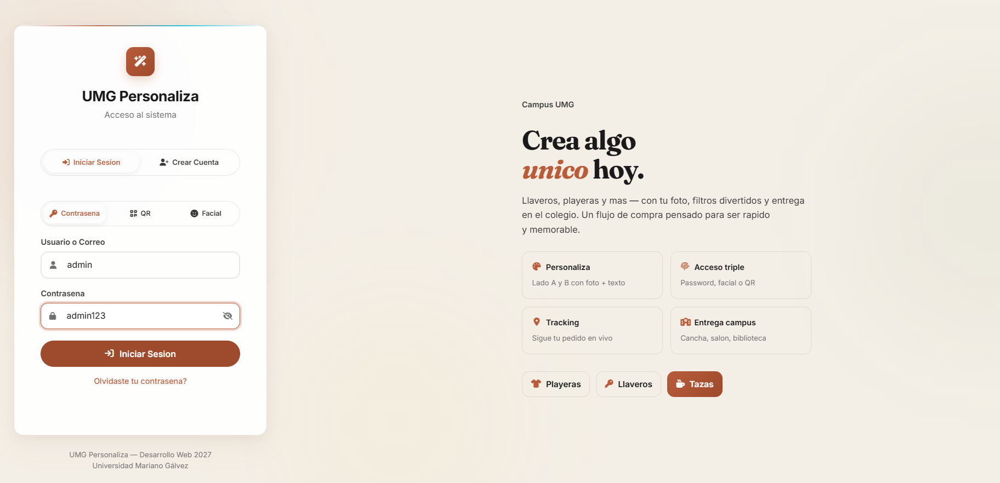 UMG Personaliza
Acceso al sistema
Iniciar Sesion
Crear Cuenta
Contrasena
QR
Facial
Usuario o Correo
admin
Contrasena
admin123
Iniciar Sesion
Olvidaste tu contrasena?
UMG Personaliza — Desarrollo Web 2027
Universidad Mariano Gálvez
Campus UMG
Crea algo
unico hoy.
Llaveros, playeras y mas — con tu foto, filtros divertidos y entrega
en el colegio. Un flujo de compra pensado para ser rapido
y memorable.
Personaliza
Lado A y B con foto + texto
Acceso triple
Password, facial o QR
Tracking
Sigue tu pedido en vivo
Entrega campus
Cancha, salon, biblioteca
Playeras
Llaveros
Tazas